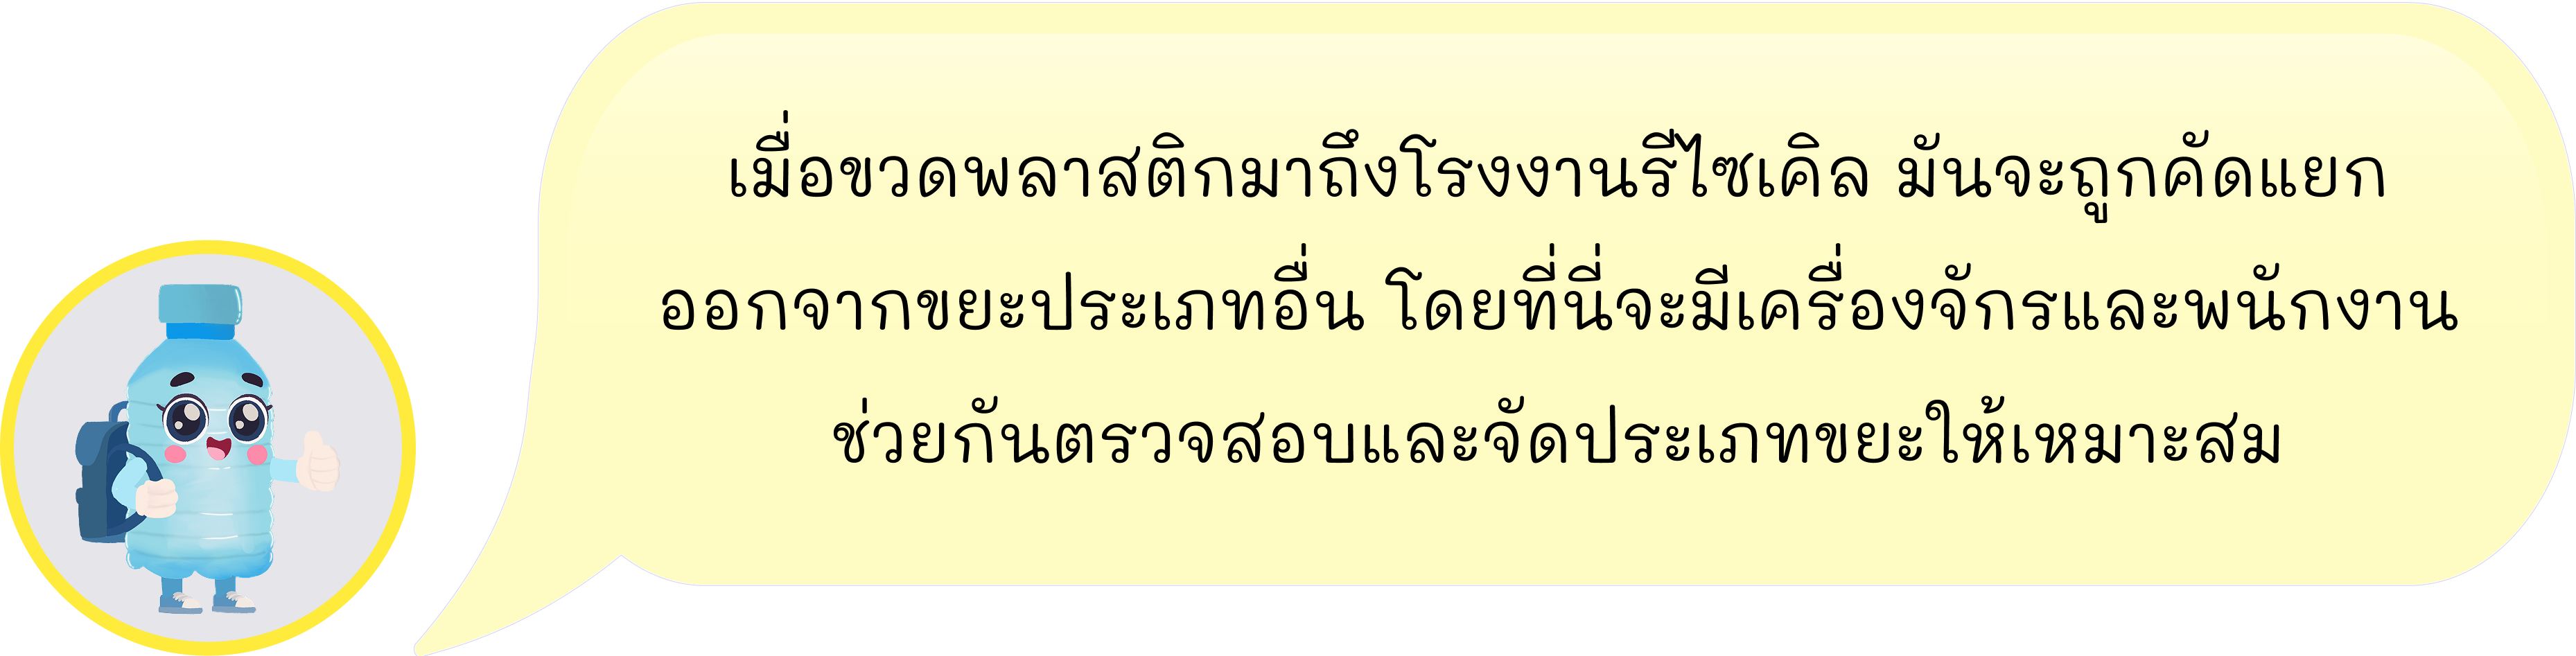 เมื่อขวดพลาสติกมาถึงโรงงานรีไซเคิล มันจะถูกคัดแยก
ออกจากขยะประเภทอื่น โดยที่นี่จะมีเครื่องจักรและพนักงาน
ช่วยกันตรวจสอบและจัดประเภทขยะให้เหมาะสม